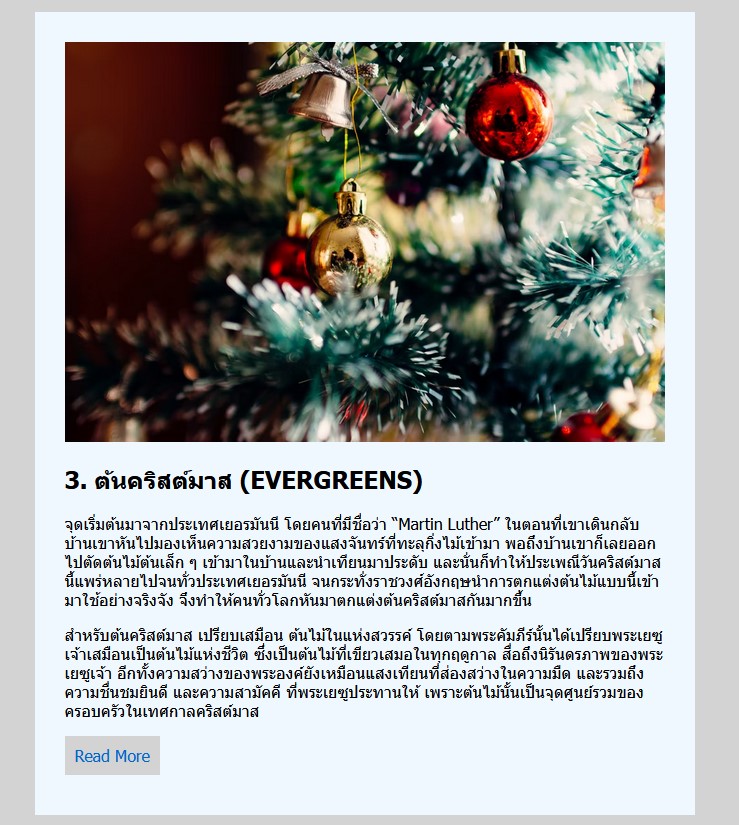 3. ต้นคริสต์มาส (EVERGREENS)
จุดเริ่มต้นมาจากประเทศเยอรมันนี โดยคนที่มีชื่อว่า “Martin Luther” ในตอนที่เขาเดินกลับ
บ้านเขาหันไปมองเห็นความสวยงามของแสงจันทร์ที่ทะลุกิ่งไม้เข้ามา พอถึงบ้านเขาก็เลยออก
ไปตัดต้นไม้ต้นเล็ก ๆ เข้ามาในบ้านและนำเทียนมาประดับ และนั่นก็ทำให้ประเพณีวันคริสต์มาส
นี้แพร่หลายไปจนทั่วประเทศเยอรมันนี จนกระทั่งราชวงศ์อังกฤษนำการตกแต่งต้นไม้แบบนี้เข้า
มาใช้อย่างจริงจัง จึงทำให้คนทั่วโลกหันมาตกแต่งต้นคริสต์มาสกันมากขึ้น
สำหรับต้นคริสต์มาส เปรียบเสมือน ต้นไม้ในแห่งสวรรค์ โดยตามพระคัมภีร์นั้นได้เปรียบพระเยซู
เจ้าเสมือนเป็นต้นไม้แห่งชีวิต ซึ่งเป็นต้นไม้ที่เขียวเสมอในทุกฤดูกาล สื่อถึงนิรันดรภาพของพระ
เยซูเจ้า อีกทั้งความสว่างของพระองค์ยังเหมือนแสงเทียนที่ส่องสว่างในความมืด และรวมถึง
ความชื่นชมยินดี และความสามัคคี ที่พระเยซูประทานให้ เพราะต้นไม้นั้นเป็นจุดศูนย์รวมของ
ครอบครัวในเทศกาลคริสต์มาส
Read More